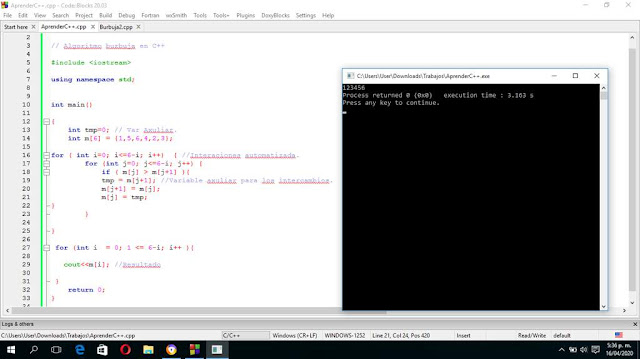 AprenderC++.cpp - Code::Blocks 20.03
File Edit View Search Project Build Debug Fortran wxSmith Tools Tools+ Plugins DoxyBlocks Settings Help
Start here × AprenderC++.cpp × Burbuja2.cpp ×
2
3 // Algoritmo burbuja en C++
4
5 #include <iostream>
6
7 using namespace std;
8
9
10 int main()
11
12 {
13 int tmp=0; // Var Axuliar.
14 int m[6] = {1,5,6,4,2,3};
15
16 for ( int i=0; i<=6-i; i++) { //Interaciones automatizada.
17 for (int j=0; j<=6-i; j++) {
18 if ( m[j] > m[j+1] ){
19 tmp = m[j+1]; //Variable axuliar para los intercambios.
20 m[j+1] = m[j];
21 m[j] = tmp;
22 }
23 }
24
25 }
26
27 for (int i = 0; 1 <= 6-i; i++ ){
28
29 cout<<m[i]; //Resultado
30
31 }
32 return 0;
33 }
C:\Users\User\Downloads\Trabajos\AprenderC++.exe
123456
Process returned 0 (0x0) execution time : 3.163 s
Press any key to continue.
Logs & others
C:\Users\User\Downloads\Trabajos\AprenderC++.cpp C/C++ Windows (CR+LF) WINDOWS-1252 Line 21, Col 24, Pos 420 Insert Read/Write default
5:36 p. m.
16/04/2020